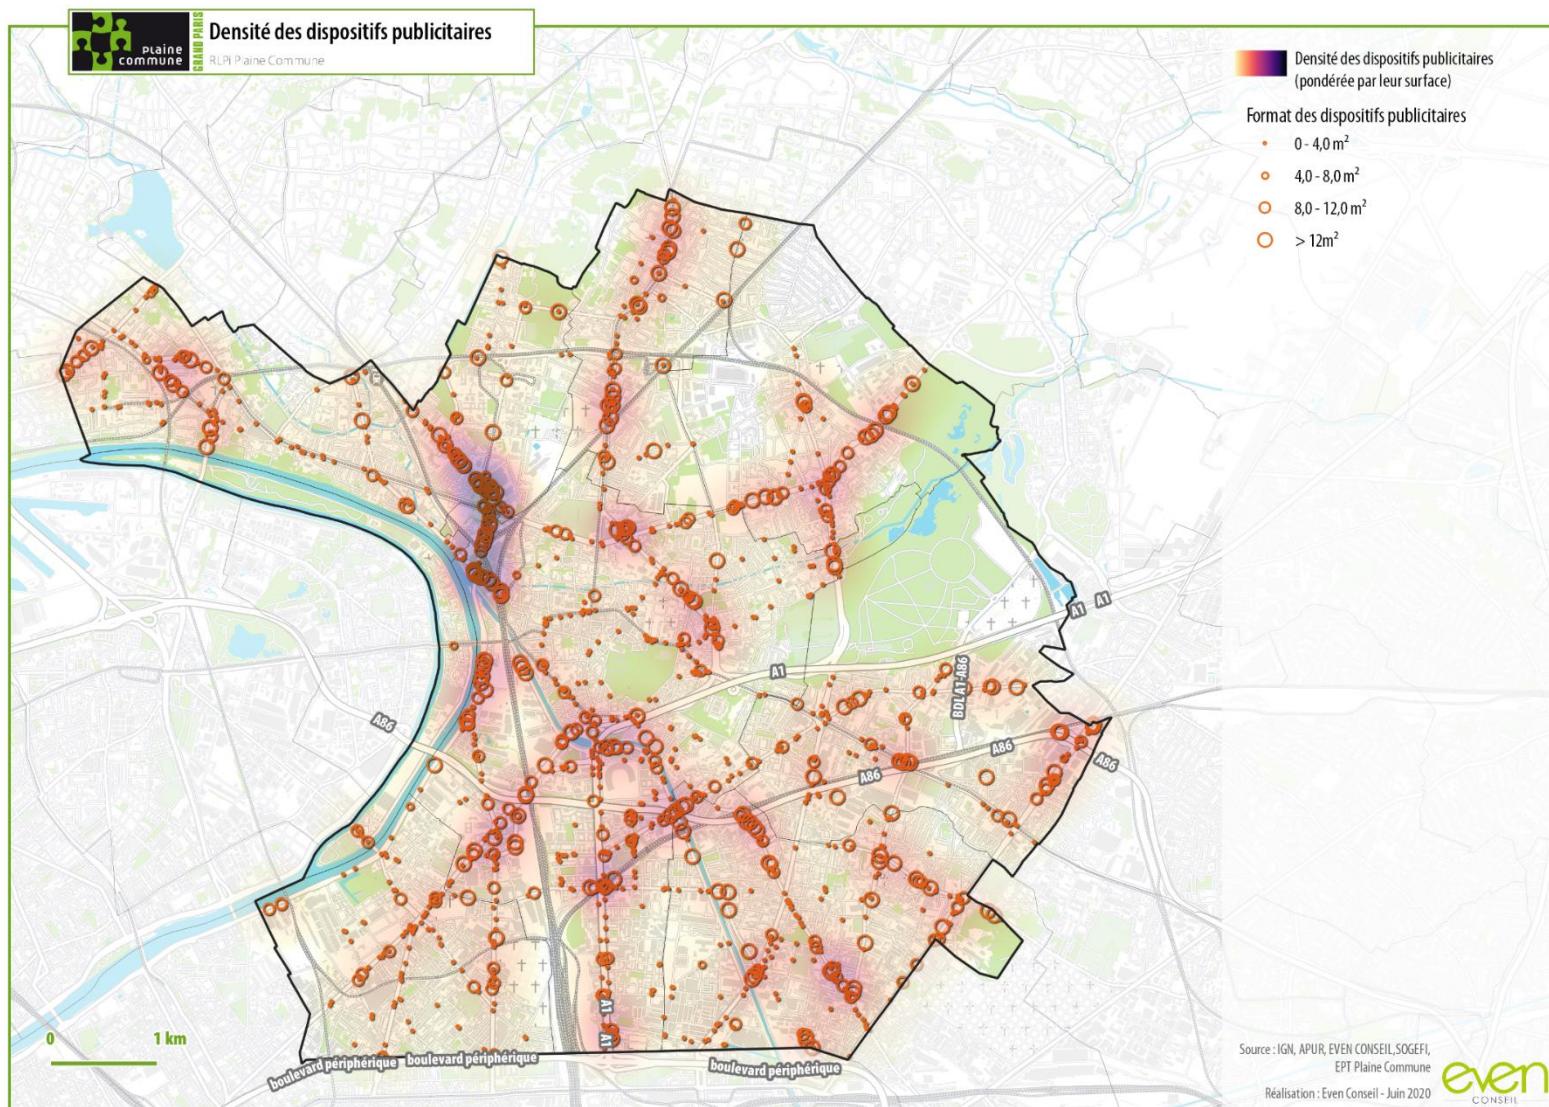 plaine
commune
GRAND PARIS
Densité des dispositifs publicitaires
RLPi Plaine Commune
Densité des dispositifs publicitaires
(pondérée par leur surface)
Format des dispositifs publicitaires
0 - 4,0 m²
4,0 - 8,0 m²
8,0 - 12,0 m²
> 12m²
A1
A1
A1
BDL A1-A86
A86
A86
A86
A86
A1
A1
0 1 km
boulevard périphérique
boulevard périphérique
boulevard périphérique
Source : IGN, APUR, EVEN CONSEIL,SOGEFI,
EPT Plaine Commune
Réalisation : Even Conseil - Juin 2020
even
CONSEIL